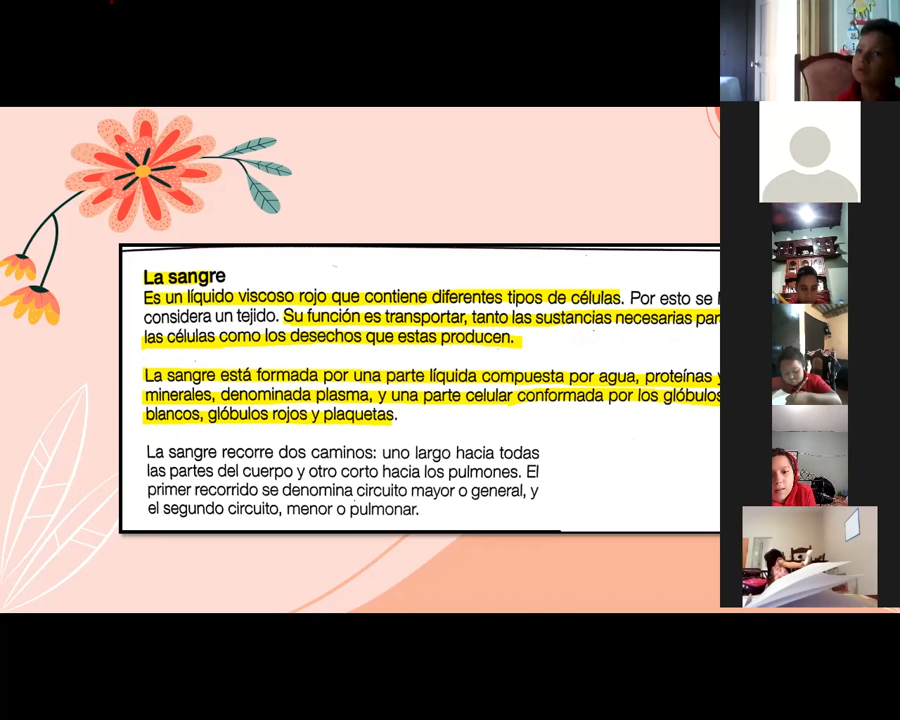 La sangre
Es un líquido viscoso rojo que contiene diferentes tipos de células. Por esto se
considera un tejido. Su función es transportar, tanto las sustancias necesarias
las células como los desechos que estas producen.
La sangre está formada por una parte líquida compuesta por agua, proteínas y
minerales, denominada plasma, y una parte celular conformada por los glóbulos
blancos, glóbulos rojos y plaquetas.
La sangre recorre dos caminos: uno largo hacia todas
las partes del cuerpo y otro corto hacia los pulmones. El
primer recorrido se denomina circuito mayor o general, y
el segundo circuito, menor o pulmonar.